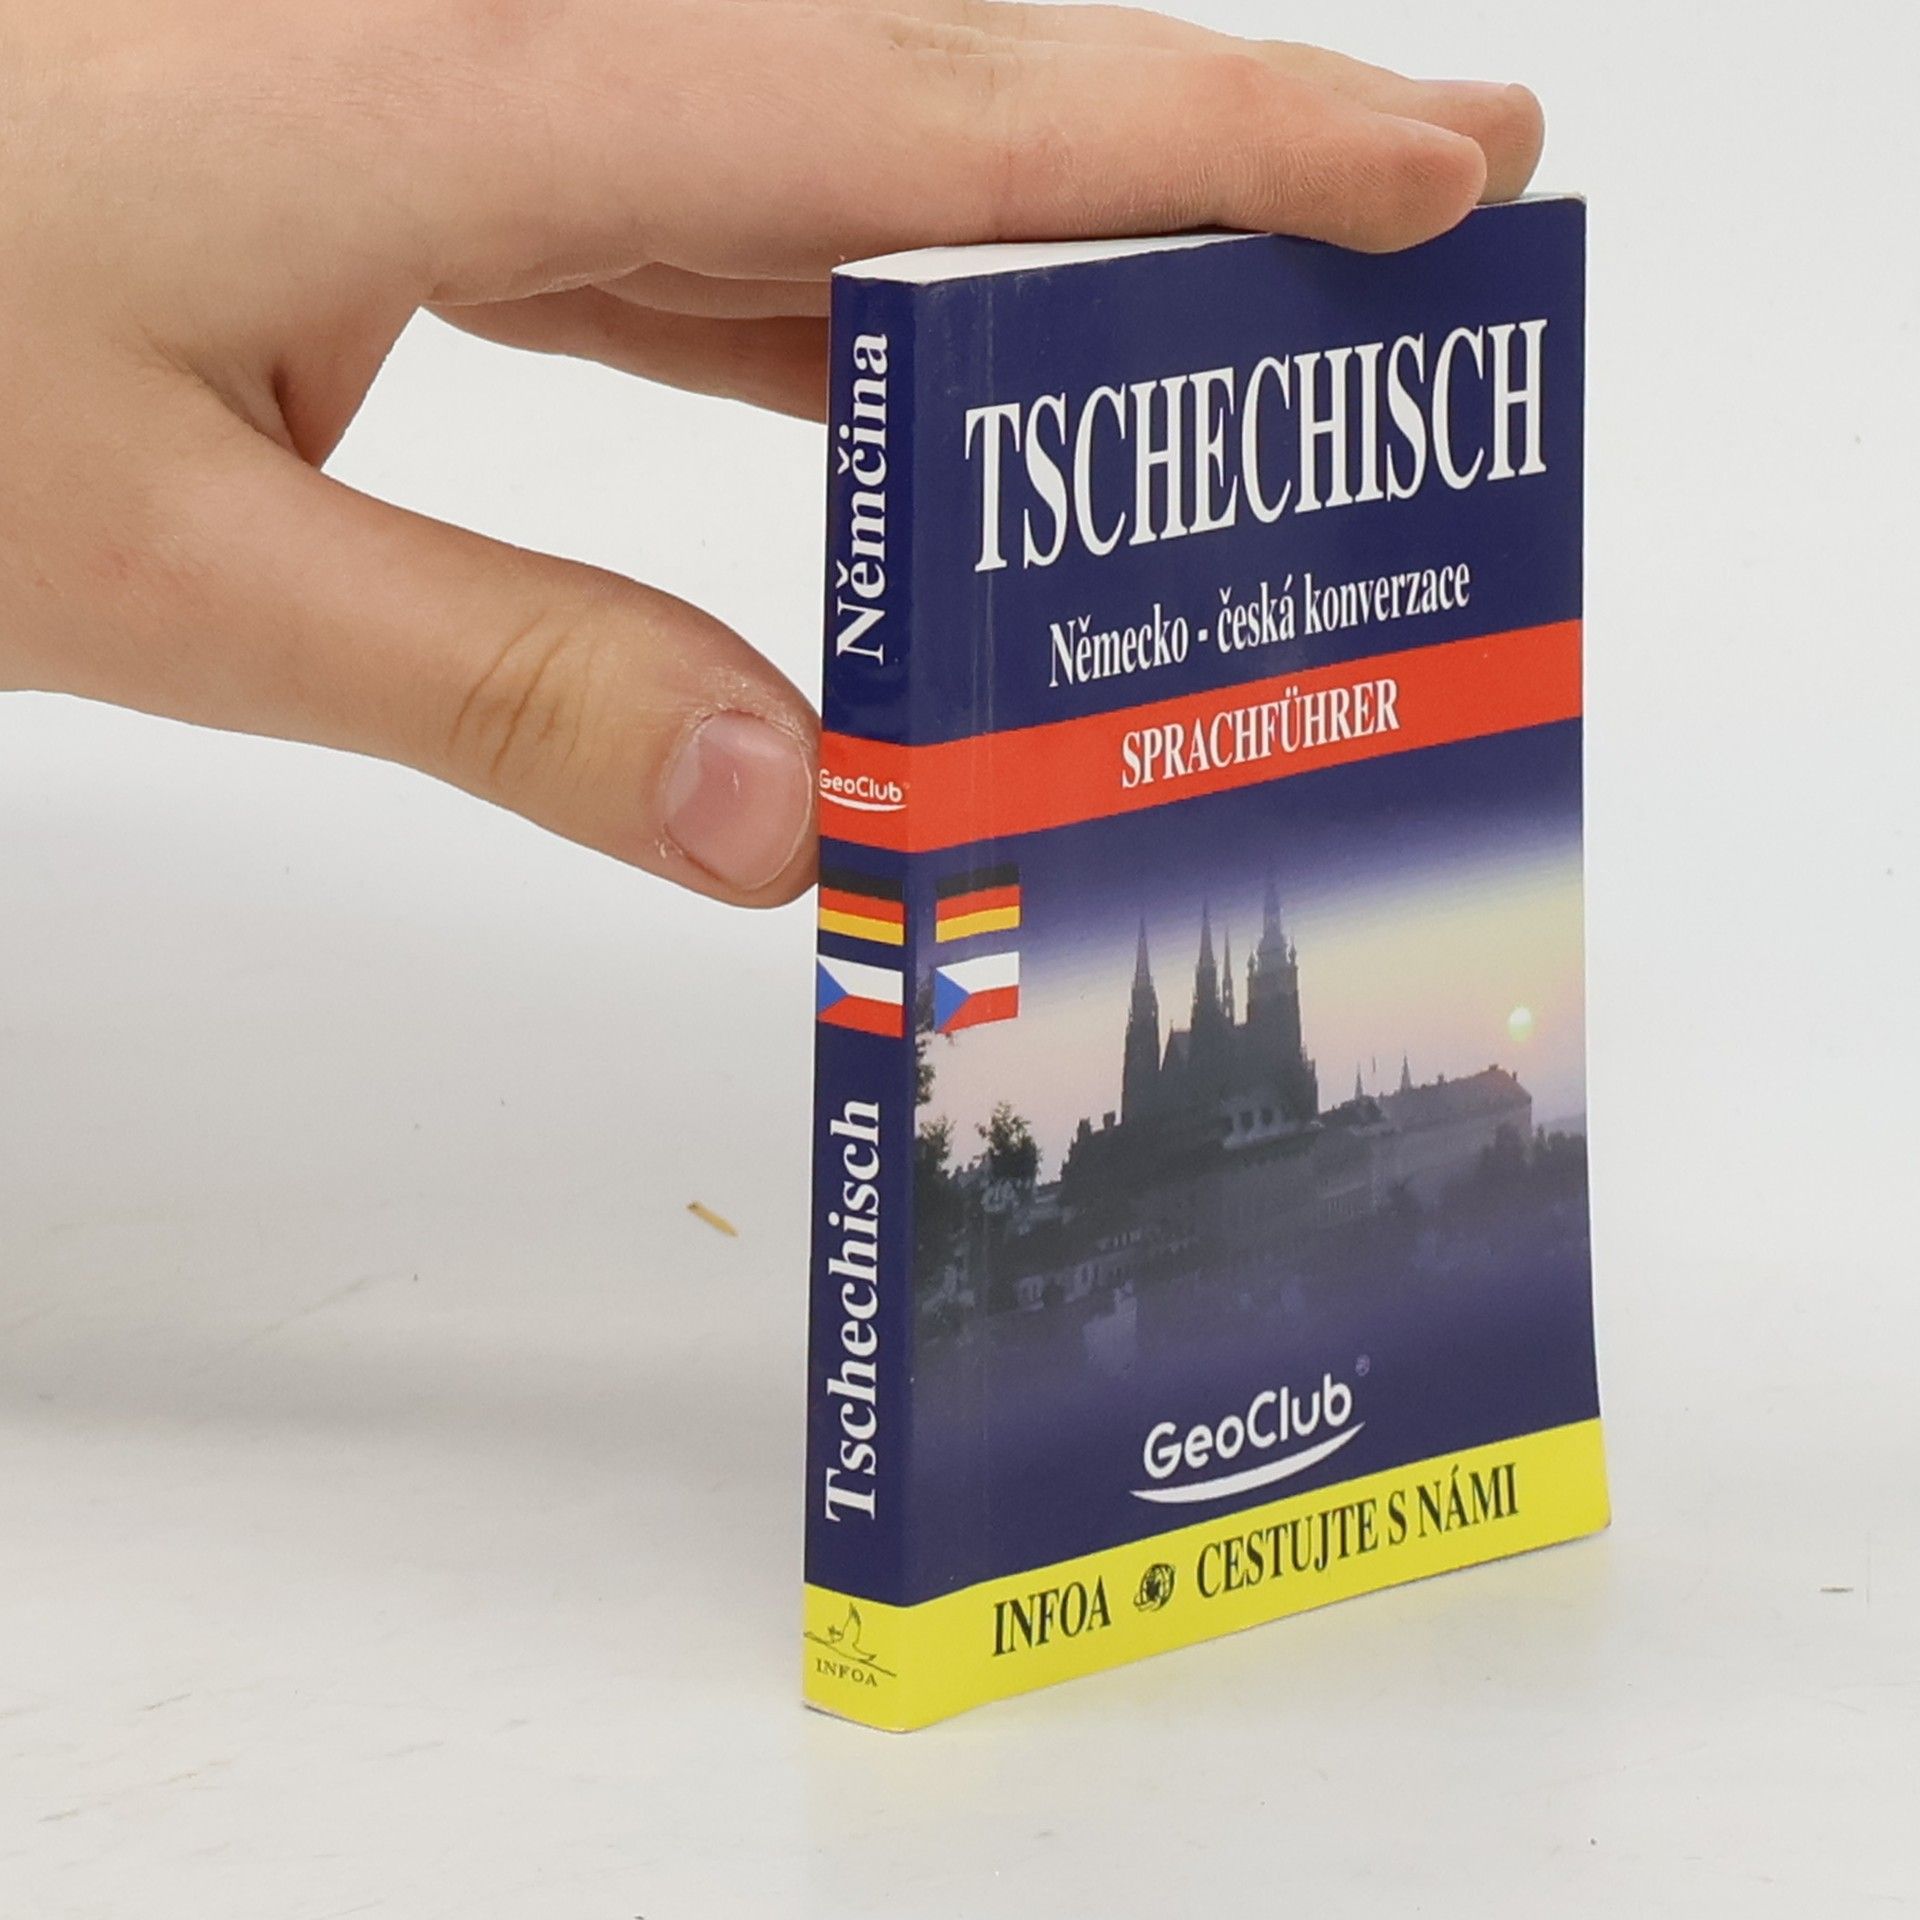 Němčina
GeoClub
Tschechisch
INFOA
TSCHECHISCH
Německo - česká konverzace
SPRACHFÜHRER
GeoClub®
INFOA CESTUJTE S NÁMI